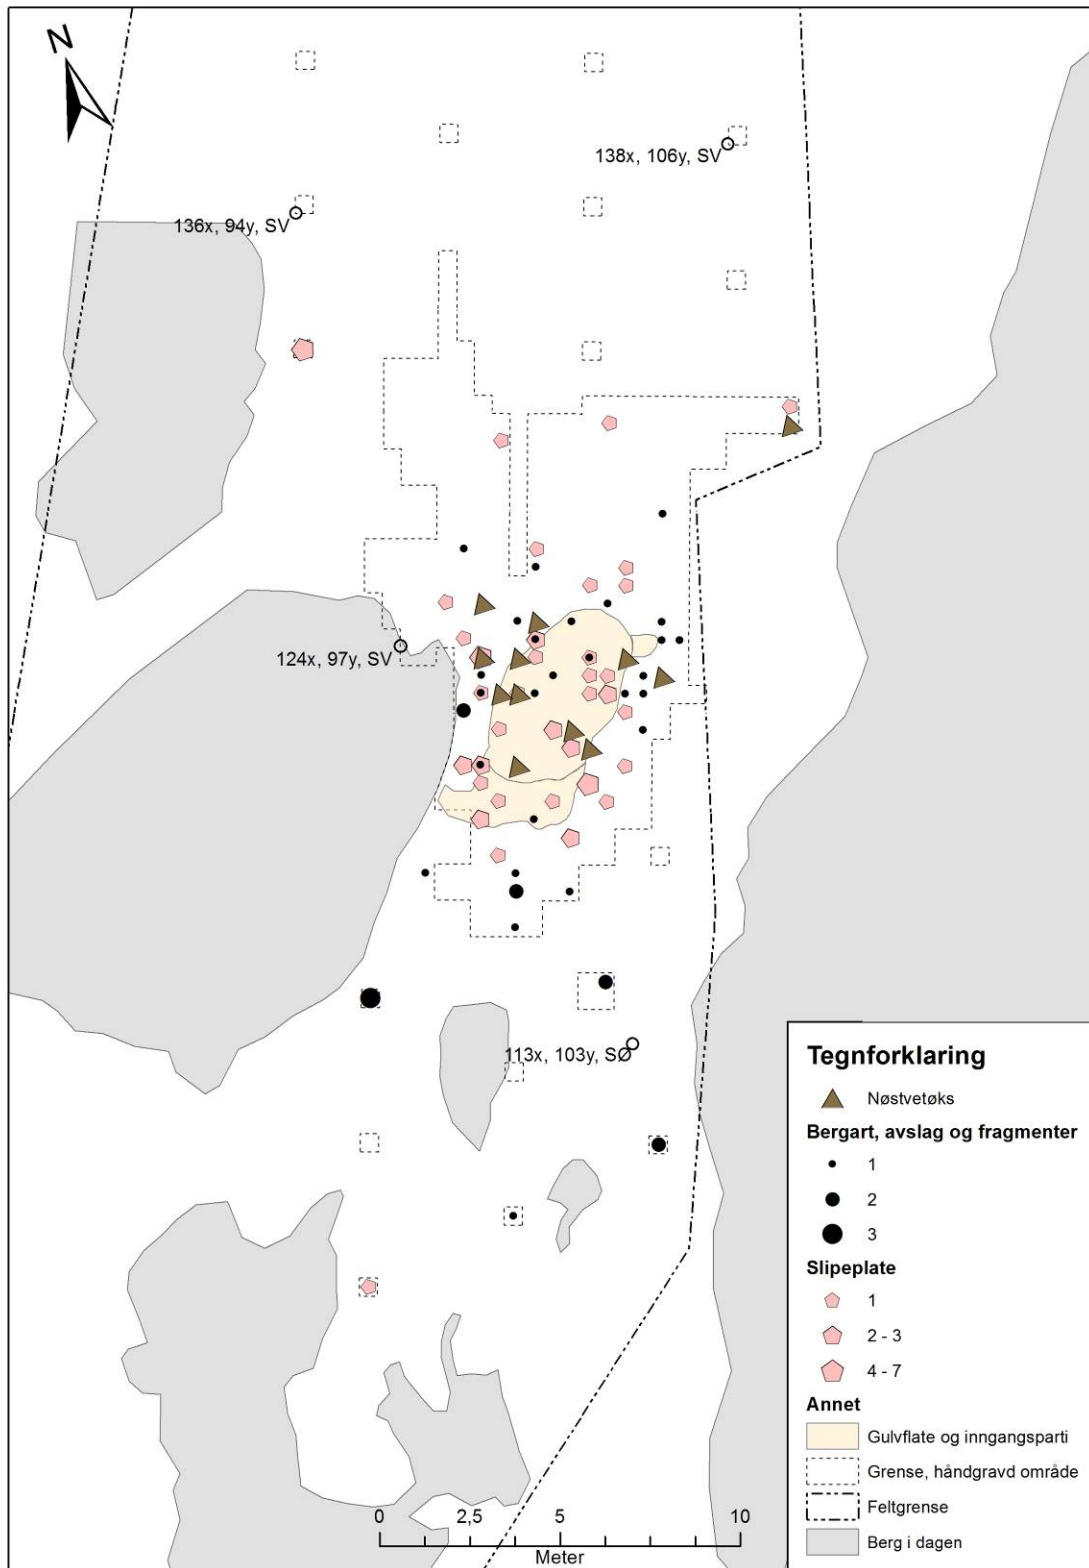 N
138x, 106y, SV
136x, 94y, SV
124x, 97y, SV
113x, 103y, SØ
Tegnforklaring
Nøstvetøks
Bergart, avslag og fragmenter
1
2
3
Slipeplate
1
2 - 3
4 - 7
Annet
Gulvflate og inngangsparti
Grense, håndgravd område
Feltgrense
Berg i dagen
0 2,5 5 10
Meter